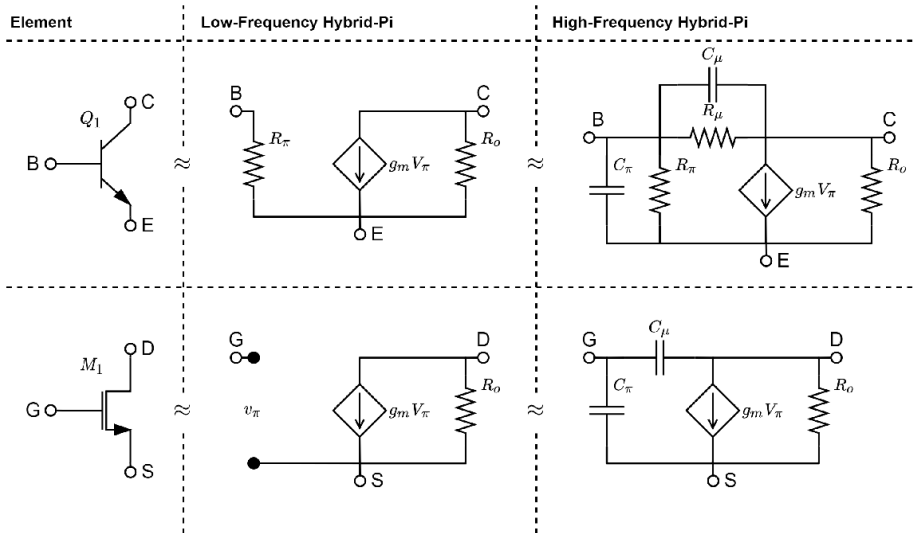 Element
Low-Frequency Hybrid-Pi
High-Frequency Hybrid-Pi
Q₁
B
C
E
≈
B
C
Rπ
gₘVπ
Rₒ
E
≈
Cμ
Rμ
B
C
Cπ
Rπ
gₘVπ
Rₒ
E
M₁
D
G
S
≈
G
D
vπ
gₘVπ
Rₒ
S
≈
Cμ
G
D
Cπ
gₘVπ
Rₒ
S